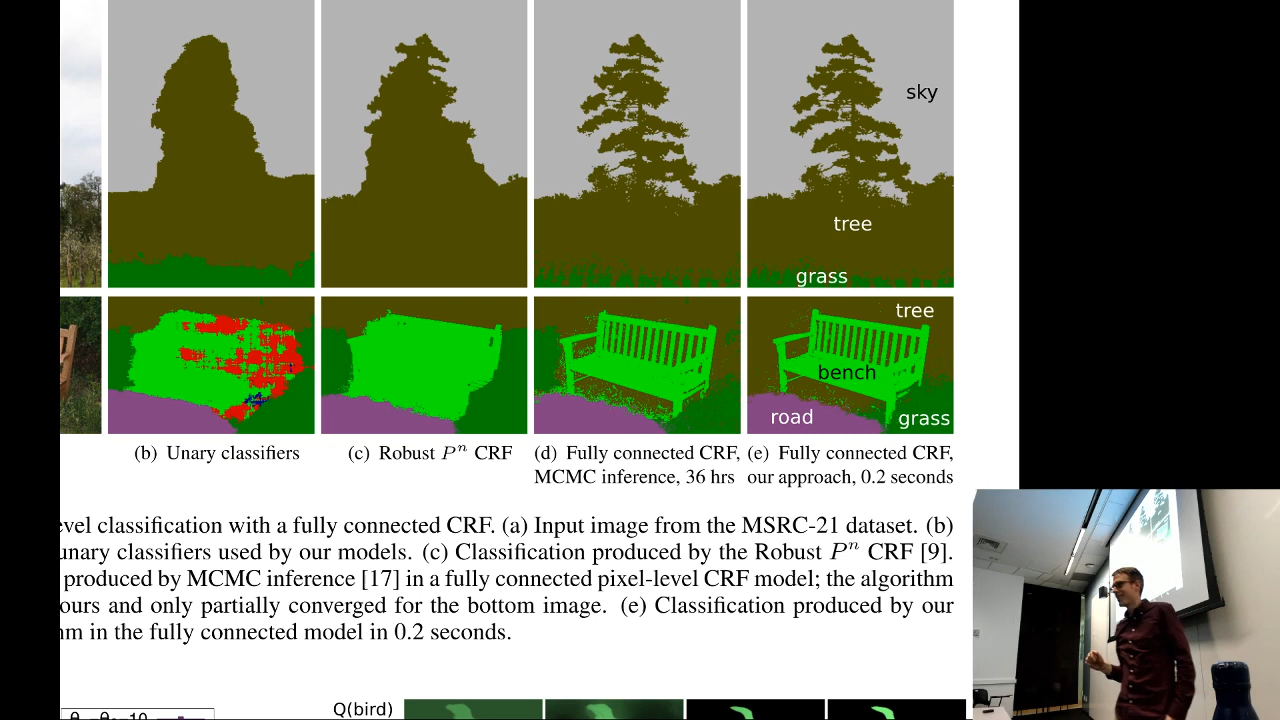 sky
tree
grass
tree
bench
road
grass
(b) Unary classifiers
(c) Robust Pⁿ CRF
(d) Fully connected CRF,
MCMC inference, 36 hrs
(e) Fully connected CRF,
our approach, 0.2 seconds
evel classification with a fully connected CRF. (a) Input image from the MSRC-21 dataset. (b)
unary classifiers used by our models. (c) Classification produced by the Robust Pⁿ CRF [9].
produced by MCMC inference [17] in a fully connected pixel-level CRF model; the algorithm
ours and only partially converged for the bottom image. (e) Classification produced by our
hm in the fully connected model in 0.2 seconds.
Q(bird)